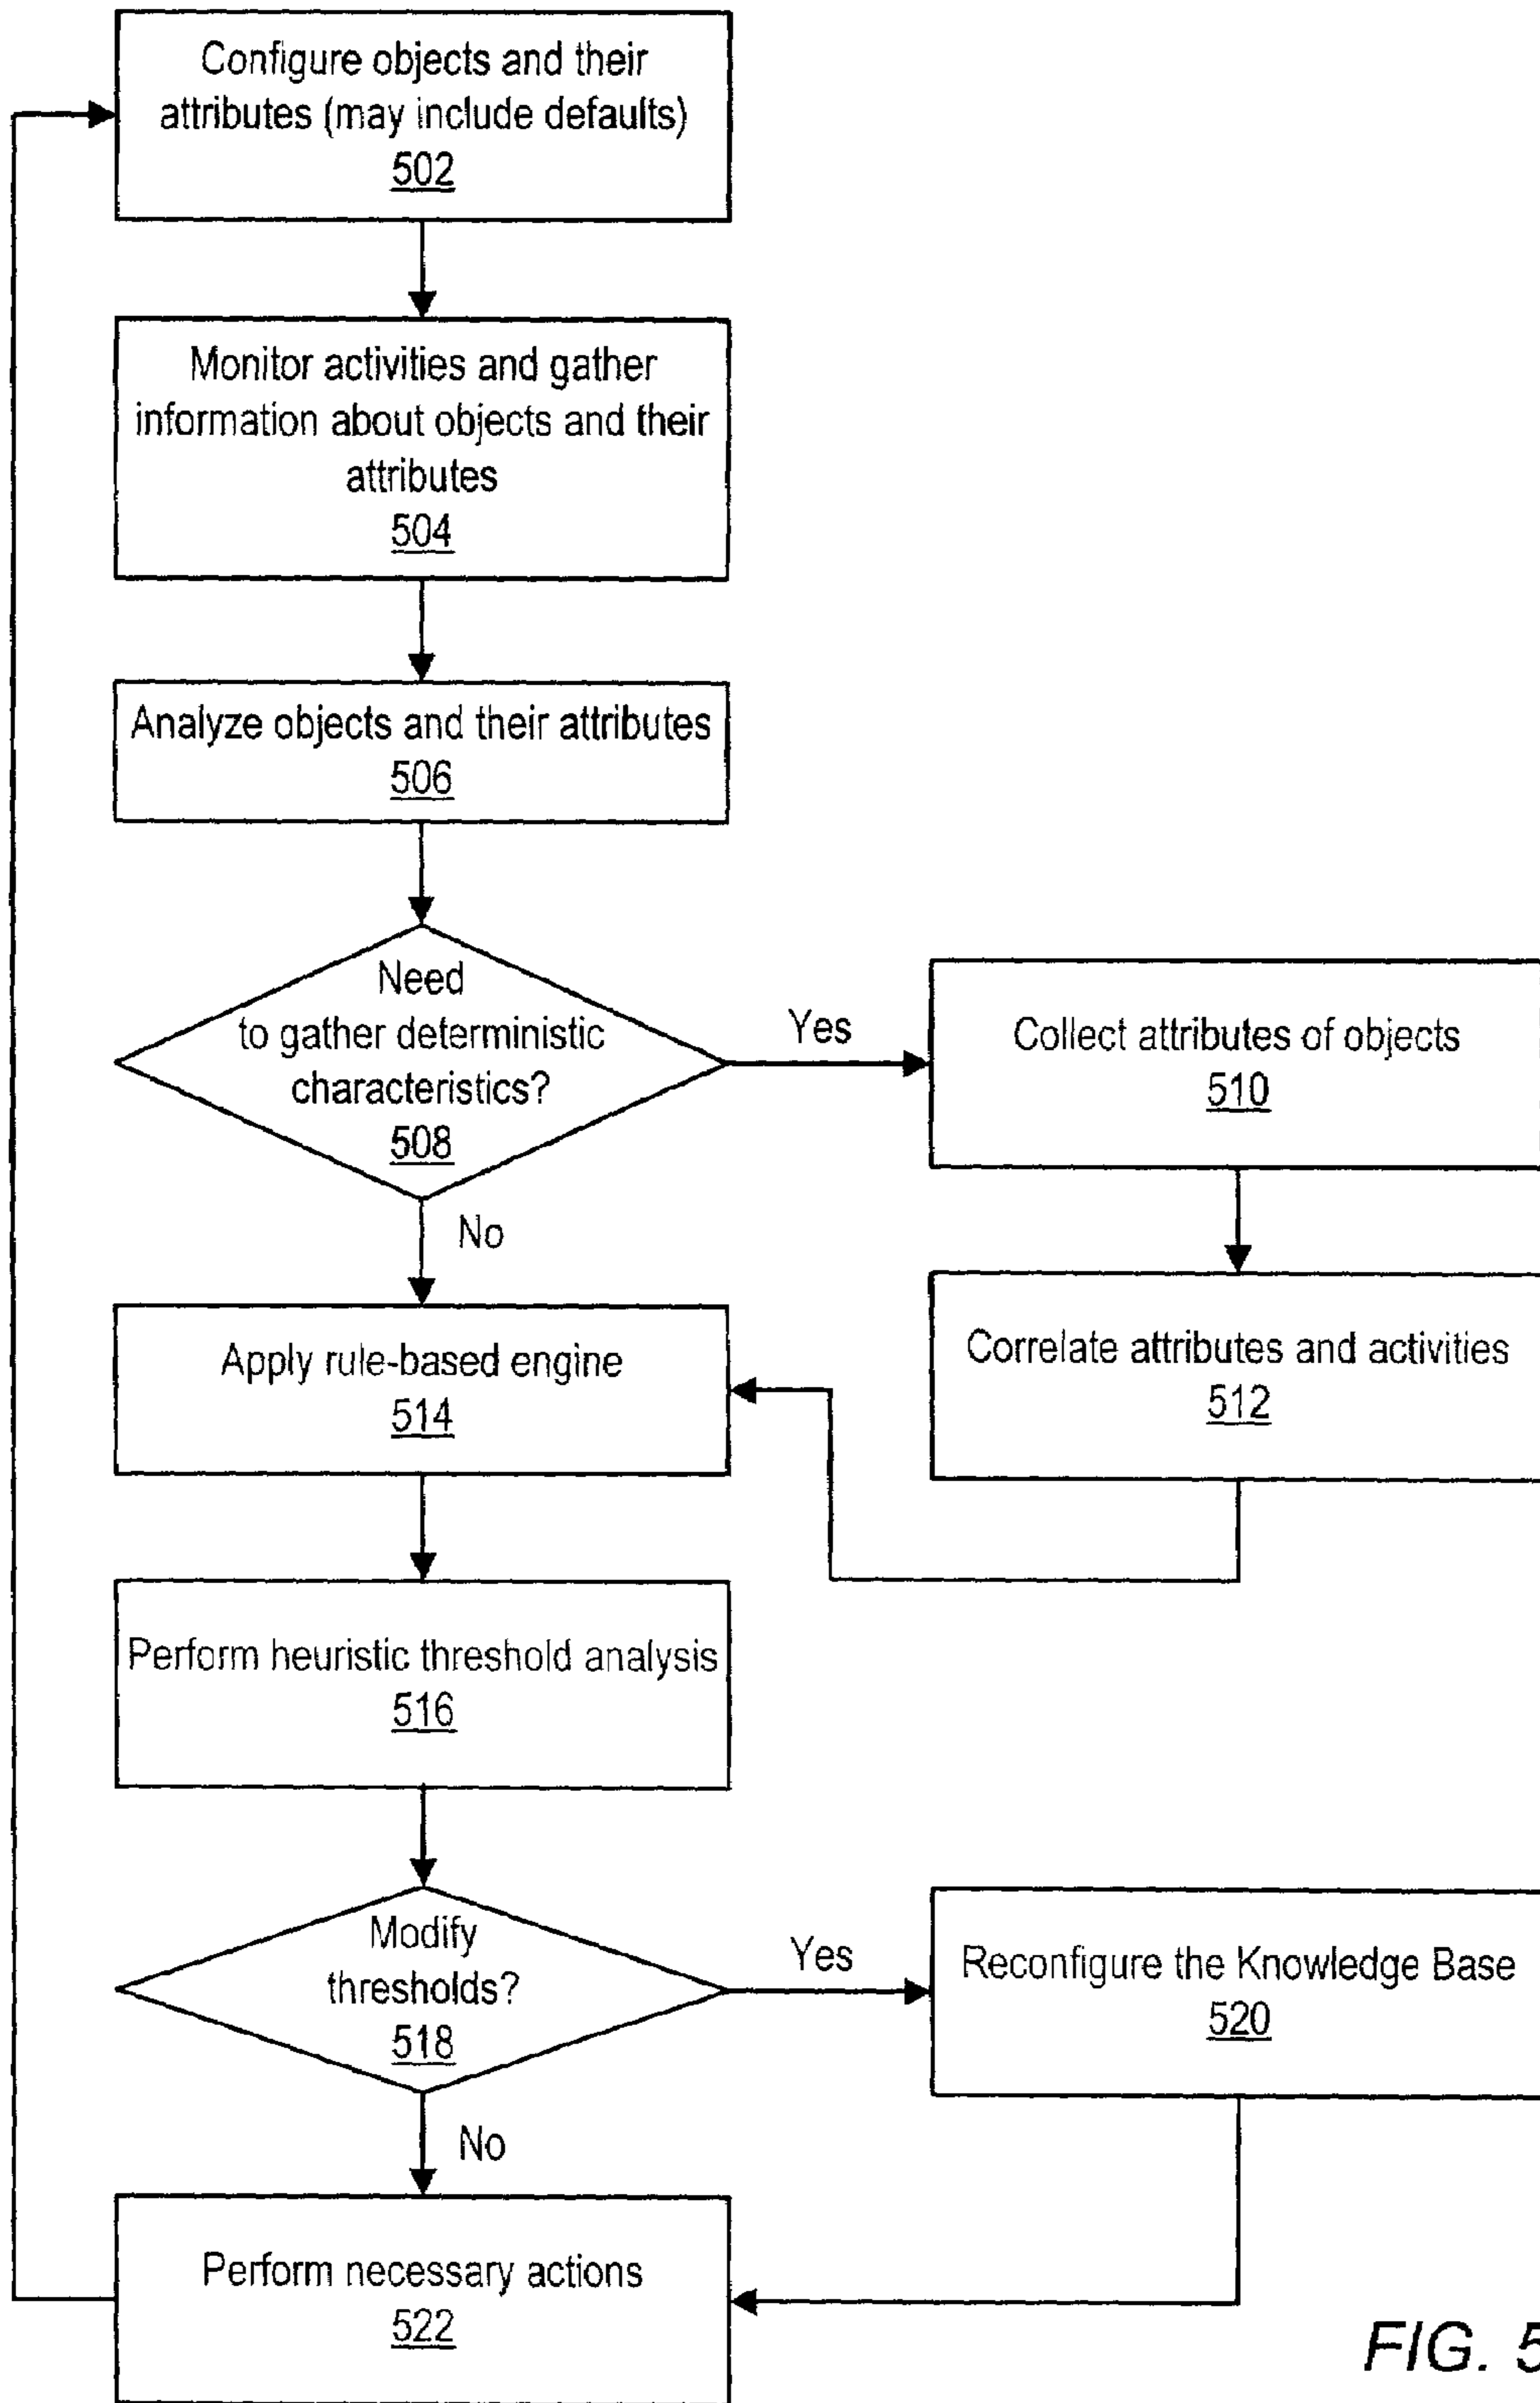 Configure objects and their
attributes (may include defaults)
502
Monitor activities and gather
information about objects and their
attributes
504
Analyze objects and their attributes
506
Need
to gather deterministic
characteristics?
508
Yes
Collect attributes of objects
510
No
Correlate attributes and activities
512
Apply rule-based engine
514
Perform heuristic threshold analysis
516
Modify
thresholds?
518
Yes
Reconfigure the Knowledge Base
520
No
Perform necessary actions
522
FIG. 5